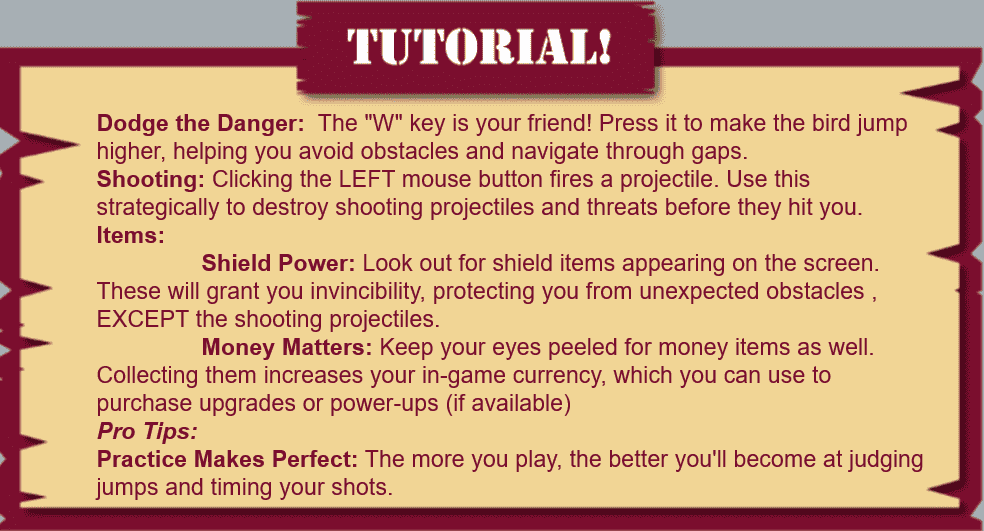 TUTORIAL!
Dodge the Danger:  The "W" key is your friend! Press it to make the bird jump
higher, helping you avoid obstacles and navigate through gaps.
Shooting: Clicking the LEFT mouse button fires a projectile. Use this
strategically to destroy shooting projectiles and threats before they hit you.
Items:
Shield Power: Look out for shield items appearing on the screen.
These will grant you invincibility, protecting you from unexpected obstacles ,
EXCEPT the shooting projectiles.
Money Matters: Keep your eyes peeled for money items as well.
Collecting them increases your in-game currency, which you can use to
purchase upgrades or power-ups (if available)
Pro Tips:
Practice Makes Perfect: The more you play, the better you'll become at judging
jumps and timing your shots.